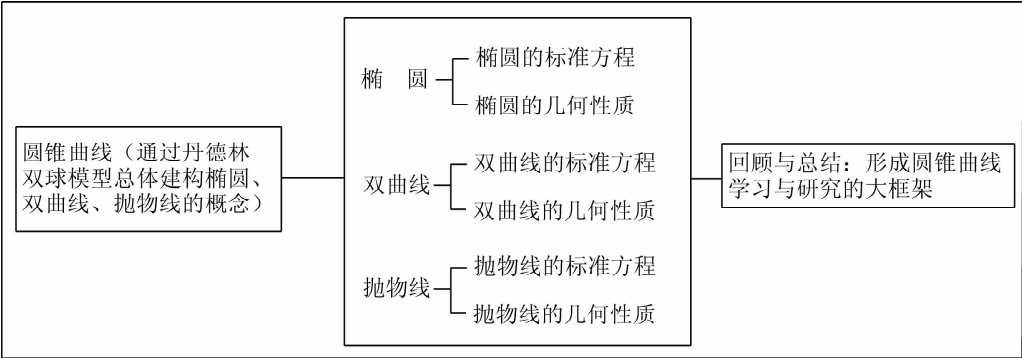 圆锥曲线（通过丹德林
双球模型总体建构椭圆、
双曲线、抛物线的概念）
椭 圆
椭圆的标准方程
椭圆的几何性质
双曲线
双曲线的标准方程
双曲线的几何性质
抛物线
抛物线的标准方程
抛物线的几何性质
回顾与总结：形成圆锥曲线
学习与研究的大框架